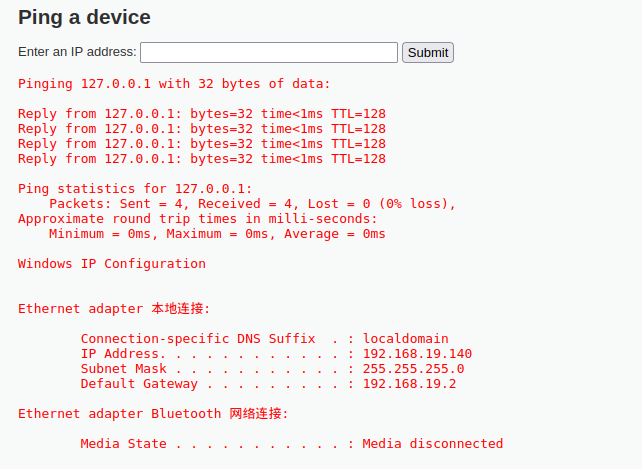 Ping a device
Enter an IP address: Submit
Pinging 127.0.0.1 with 32 bytes of data:
Reply from 127.0.0.1: bytes=32 time<1ms TTL=128
Reply from 127.0.0.1: bytes=32 time<1ms TTL=128
Reply from 127.0.0.1: bytes=32 time<1ms TTL=128
Reply from 127.0.0.1: bytes=32 time<1ms TTL=128
Ping statistics for 127.0.0.1:
    Packets: Sent = 4, Received = 4, Lost = 0 (0% loss),
Approximate round trip times in milli-seconds:
    Minimum = 0ms, Maximum = 0ms, Average = 0ms
Windows IP Configuration
Ethernet adapter 本地连接:
        Connection-specific DNS Suffix  . : localdomain
        IP Address. . . . . . . . . . . . : 192.168.19.140
        Subnet Mask . . . . . . . . . . . : 255.255.255.0
        Default Gateway . . . . . . . . . : 192.168.19.2
Ethernet adapter Bluetooth 网络连接:
        Media State . . . . . . . . . . . : Media disconnected